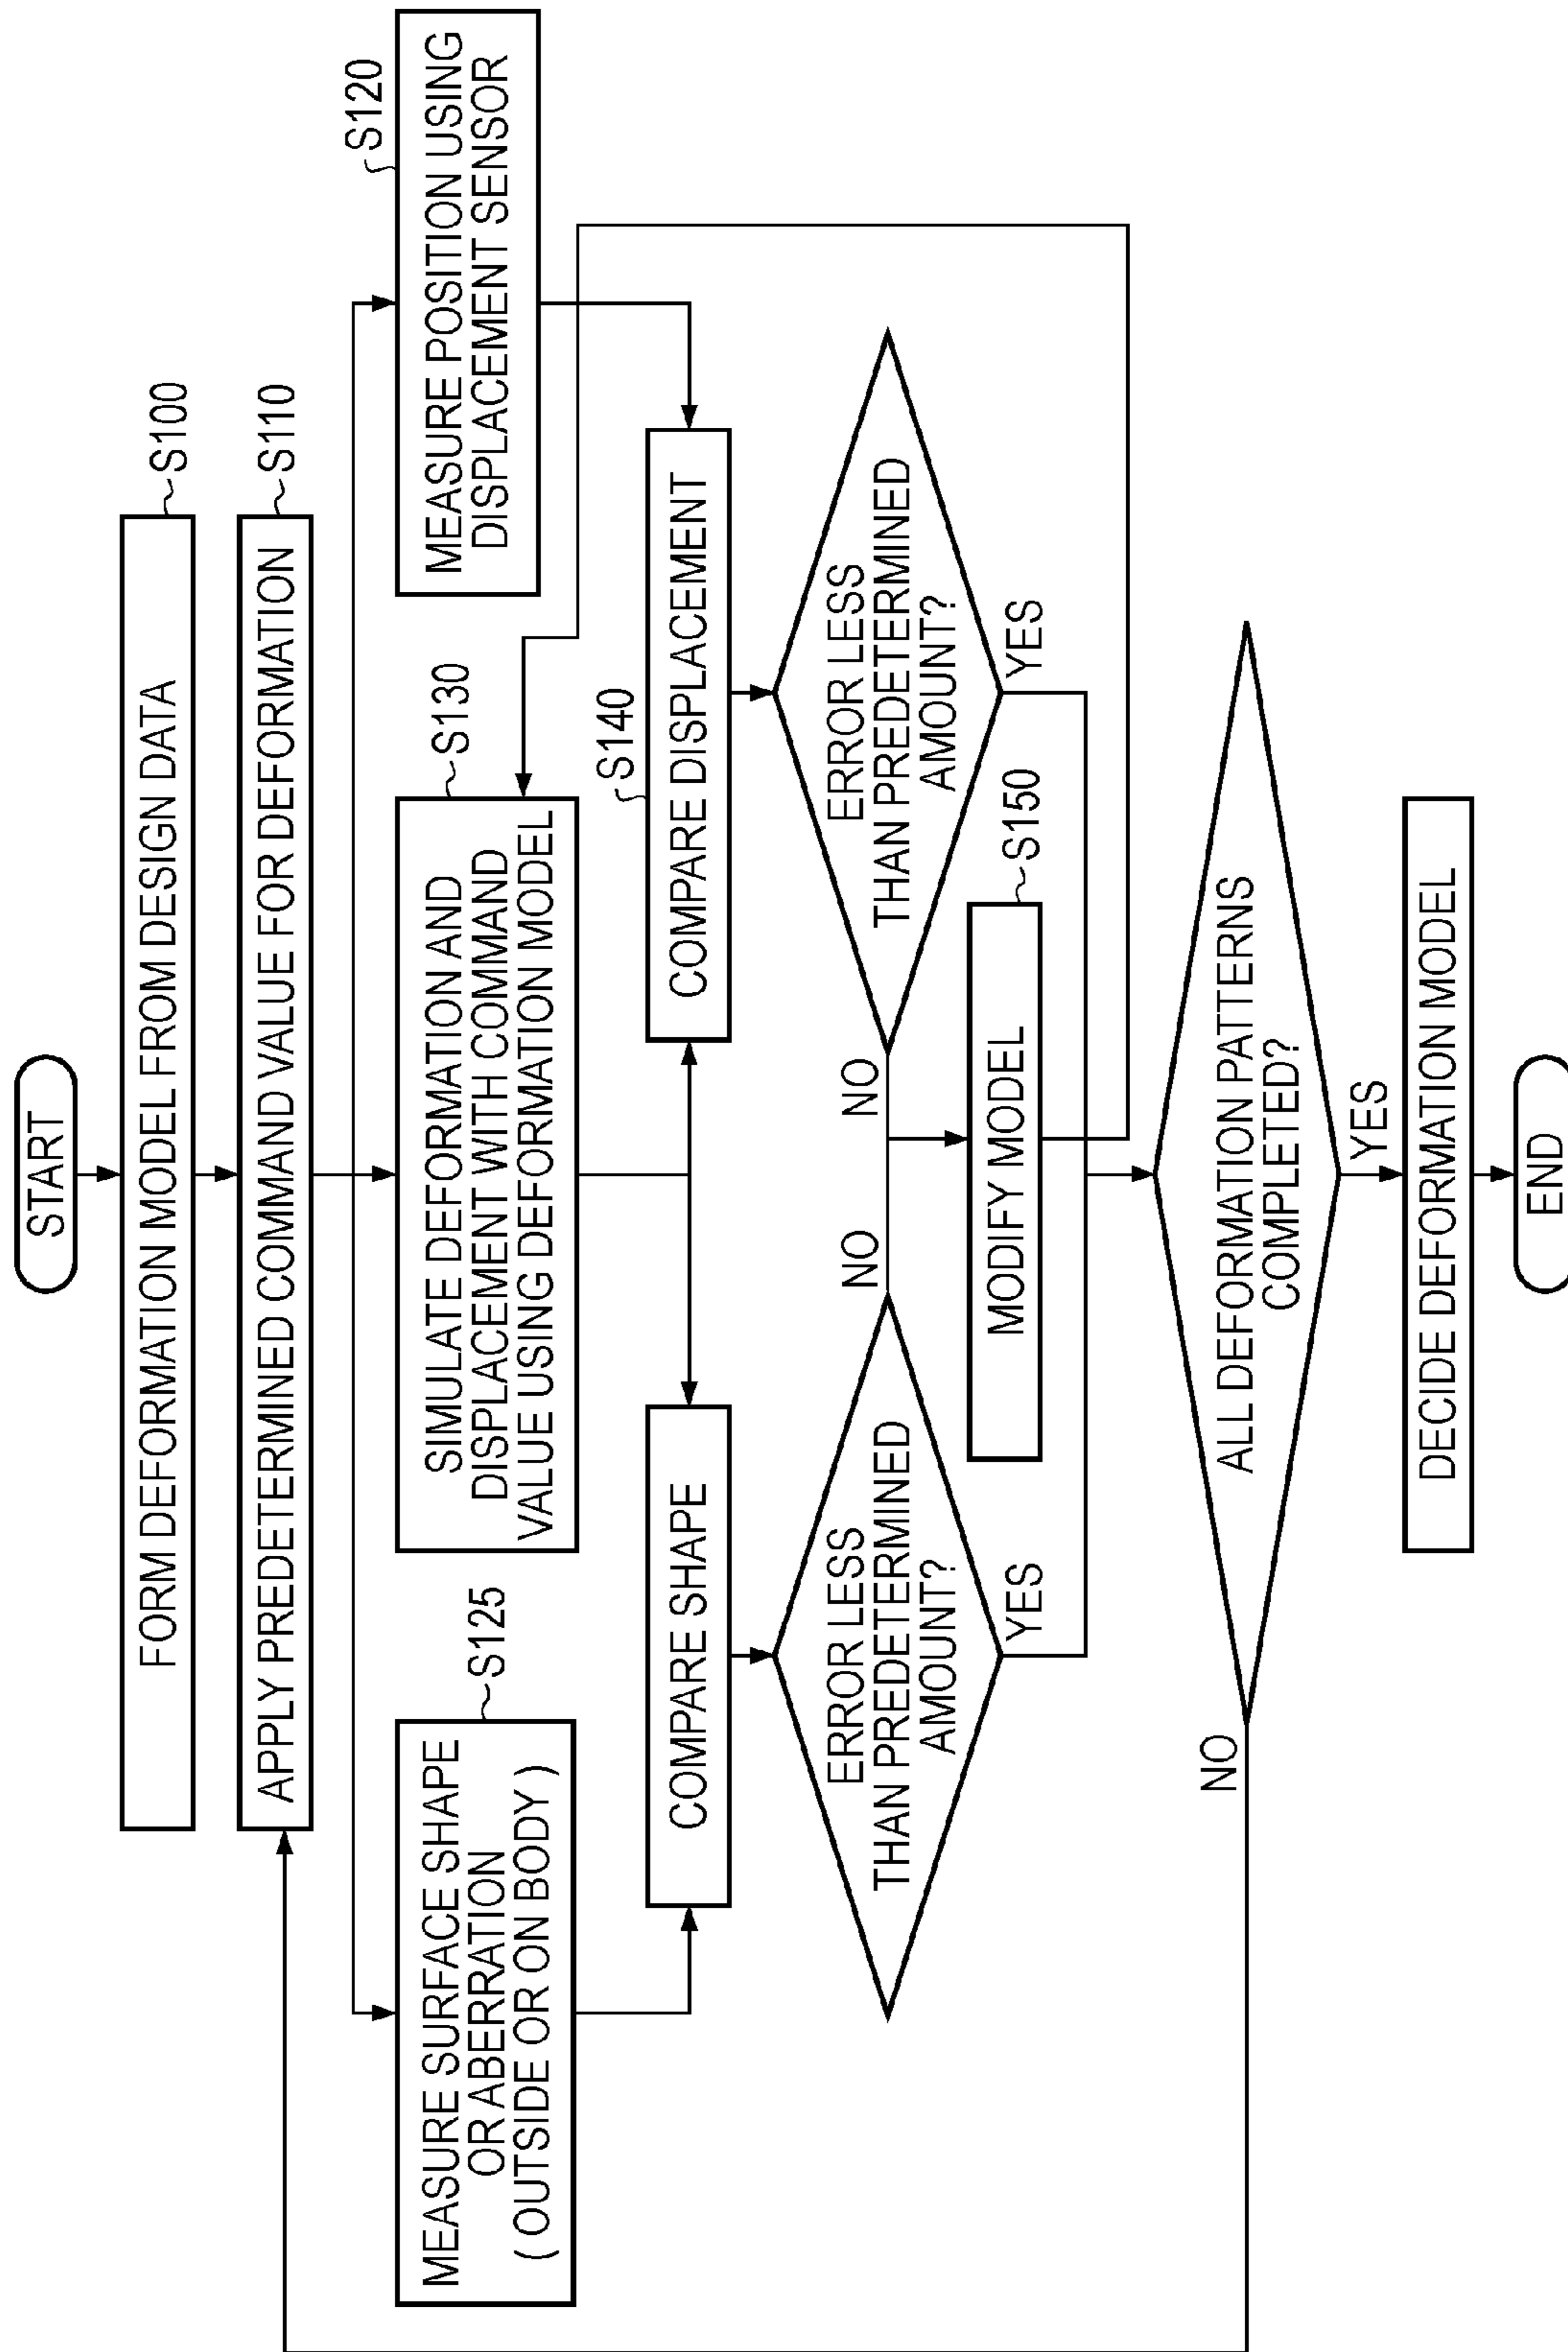 START
FORM DEFORMATION MODEL FROM DESIGN DATA
S100
APPLY PREDETERMINED COMMAND VALUE FOR DEFORMATION
S110
MEASURE SURFACE SHAPE
OR ABERRATION
( OUTSIDE OR ON BODY )
S125
SIMULATE DEFORMATION AND
DISPLACEMENT WITH COMMAND
VALUE USING DEFORMATION MODEL
S130
MEASURE POSITION USING
DISPLACEMENT SENSOR
S120
COMPARE SHAPE
COMPARE DISPLACEMENT
S140
ERROR LESS
THAN PREDETERMINED
AMOUNT?
NO
YES
ERROR LESS
THAN PREDETERMINED
AMOUNT?
NO
YES
MODIFY MODEL
S150
ALL DEFORMATION PATTERNS
COMPLETED?
NO
YES
DECIDE DEFORMATION MODEL
END